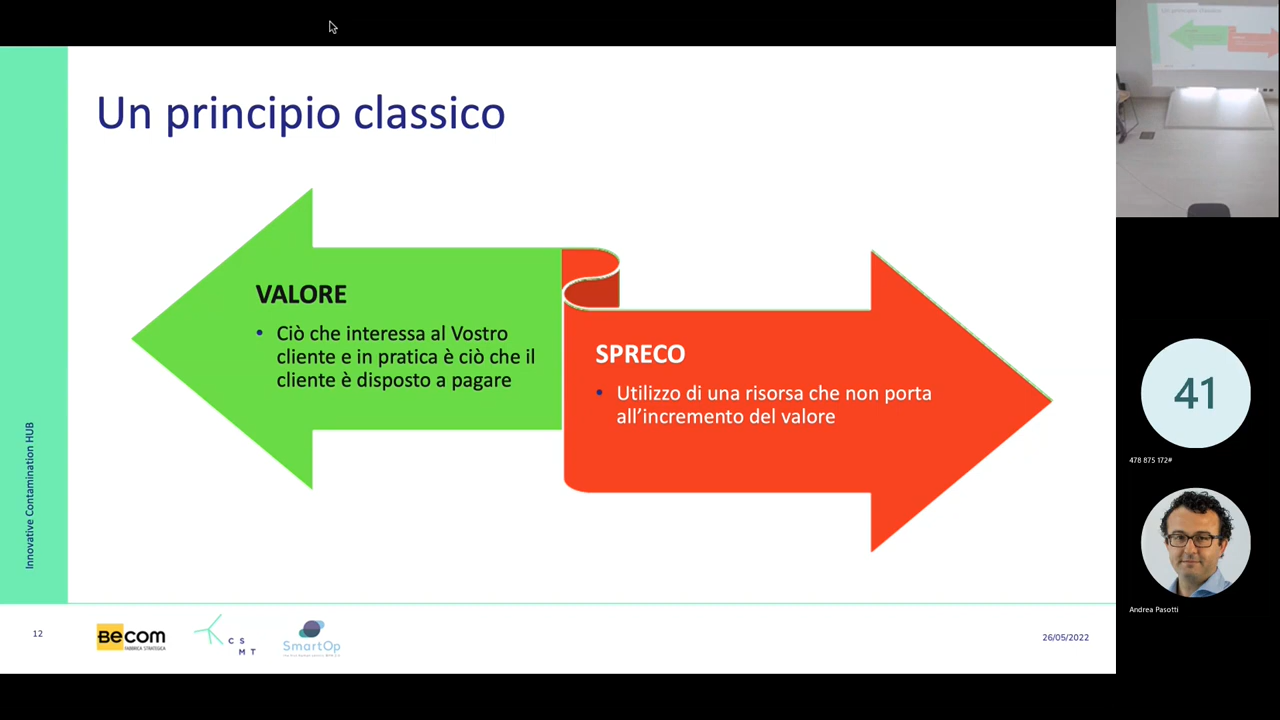 Un principio classico
VALORE
• Ciò che interessa al Vostro
cliente e in pratica è ciò che il
cliente è disposto a pagare
SPRECO
• Utilizzo di una risorsa che non porta
all'incremento del valore
Innovative Contamination HUB
12
BEcom
FABBRICA STRATEGICA
C S
M T
SmartOp
26/05/2022
41
478 875 172#
Andrea Pasotti